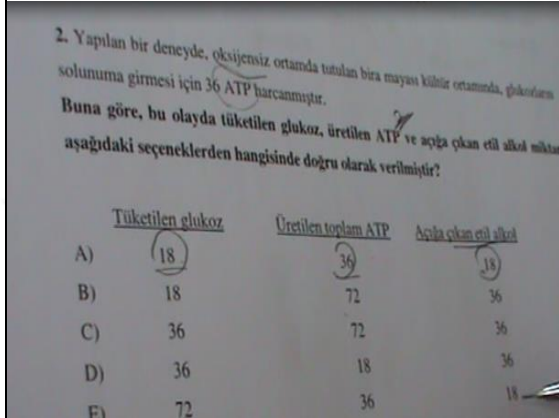 2. Yapılan bir deneyde, oksijensiz ortamda tutulan bira mayası kültür ortamında, glukozların
solunuma girmesi için 36 ATP harcanmıştır.
Buna göre, bu olayda tüketilen glukoz, üretilen ATP ve açığa çıkan etil alkol miktar
aşağıdaki seçeneklerden hangisinde doğru olarak verilmiştir?
Tüketilen glukoz Üretilen toplam ATP Açığa çıkan etil alkol
A) 18 36 18
B) 18 72 36
C) 36 72 36
D) 36 18 36
E) 72 36 18